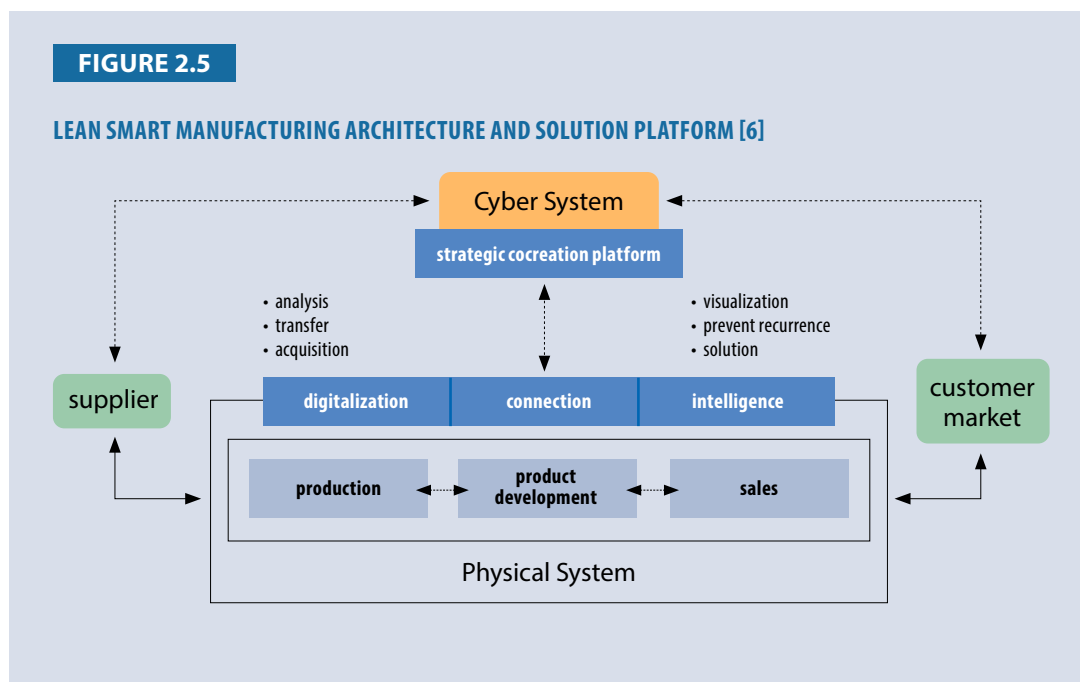 FIGURE 2.5
LEAN SMART MANUFACTURING ARCHITECTURE AND SOLUTION PLATFORM [6]
Cyber System
strategic cocreation platform
• analysis
• transfer
• acquisition
• visualization
• prevent recurrence
• solution
supplier
digitalization
connection
intelligence
customer
market
production
product
development
sales
Physical System